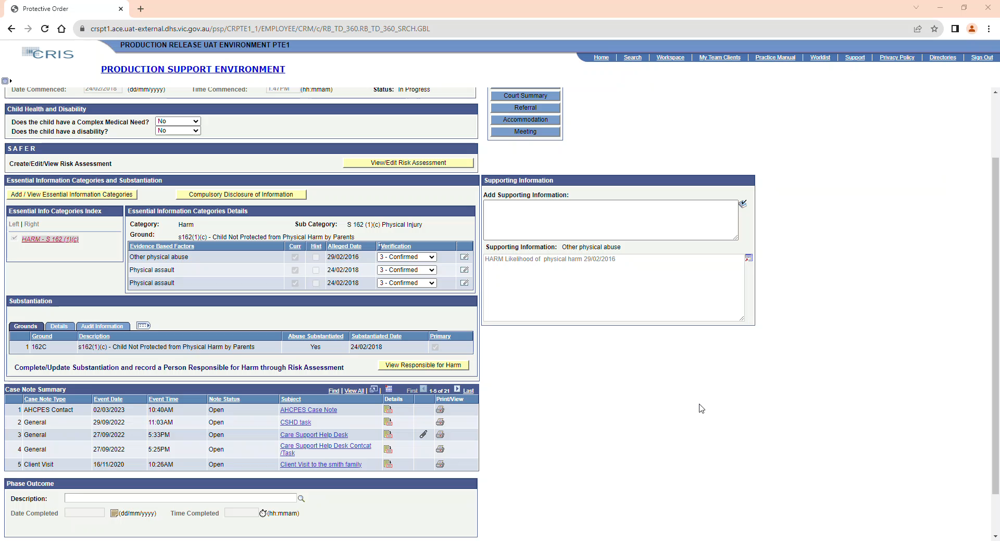 Protective Order
crspt1.ace.uat-external.dhs.vic.gov.au/psp/CRPTE1_1/EMPLOYEE/CRM/c/RB_TD_360.RB_TD_360_SRCH.GBL
PRODUCTION RELEASE UAT ENVIRONMENT PTE1
CRIS
Home Search Workspace My Team Clients Practice Manual Worklist Support Privacy Policy Directories Sign Out
PRODUCTION SUPPORT ENVIRONMENT
Date Commenced: 24/02/2018 (dd/mm/yyyy) Time Commenced: 1:47PM (hh:mmam) Status: In Progress
Court Summary
Referral
Accommodation
Meeting
Child Health and Disability
Does the child have a Complex Medical Need? No
Does the child have a disability? No
S A F E R
Create/Edit/View Risk Assessment View/Edit Risk Assessment
Essential Information Categories and Substantiation
Add / View Essential Information Categories Compulsory Disclosure of Information
Essential Info Categories Index
Left | Right
HARM - S 162 (1)(c)
Essential Information Categories Details
Category: Harm Sub Category: S 162 (1)(c) Physical Injury
Ground: s162(1)(c) - Child Not Protected from Physical Harm by Parents
Evidence Based Factors Curr Hist Alleged Date *Verification
Other physical abuse 29/02/2016 3 - Confirmed
Physical assault 24/02/2018 3 - Confirmed
Physical assault 24/02/2018 3 - Confirmed
Supporting Information
Add Supporting Information:
Supporting Information: Other physical abuse
HARM Likelihood of physical harm 29/02/2016
Substantiation
Grounds Details Audit Information
Ground Description Abuse Substantiated Substantiated Date Primary
1 162C s162(1)(c) - Child Not Protected from Physical Harm by Parents Yes 24/02/2018
Complete/Update Substantiation and record a Person Responsible for Harm through Risk Assessment View Responsible for Harm
Case Note Summary Find | View All | | First 1-5 of 21 Last
Case Note Type Event Date Event Time Note Status Subject Details Print/View
1 AHCPES Contact 02/03/2023 10:40AM Open AHCPES Case Note
2 General 29/09/2022 11:03AM Open CSHD task
3 General 27/09/2022 5:33PM Open Care Support Help Desk
4 General 27/09/2022 5:25PM Open Care Support Help Desk Contcat
/Task
5 Client Visit 16/11/2020 10:26AM Open Client Visit to the smith family
Phase Outcome
Description:
Date Completed (dd/mm/yyyy) Time Completed (hh:mmam)